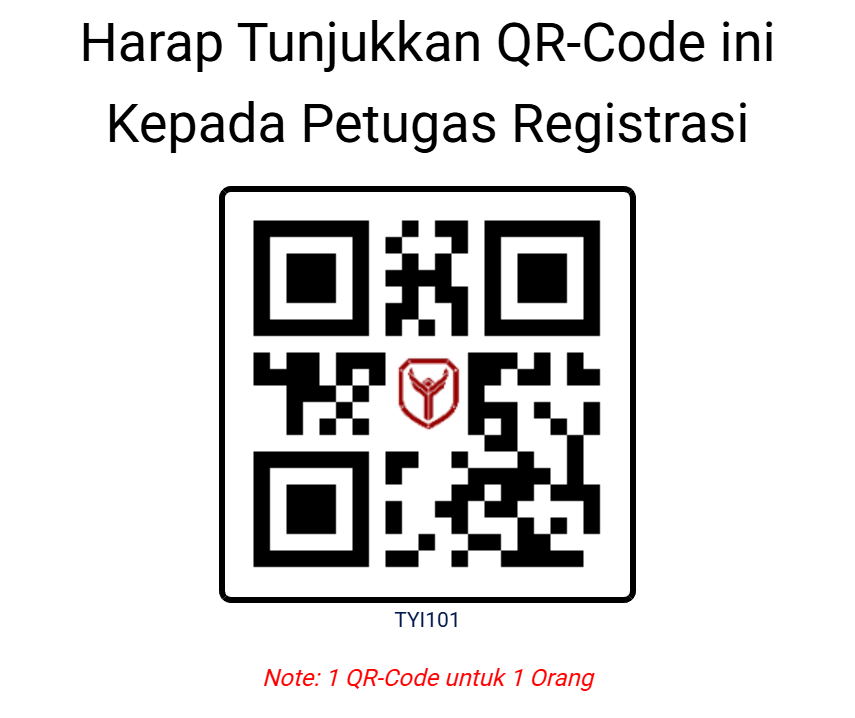 Harap Tunjukkan QR-Code ini
Kepada Petugas Registrasi
TYI101
Note: 1 QR-Code untuk 1 Orang